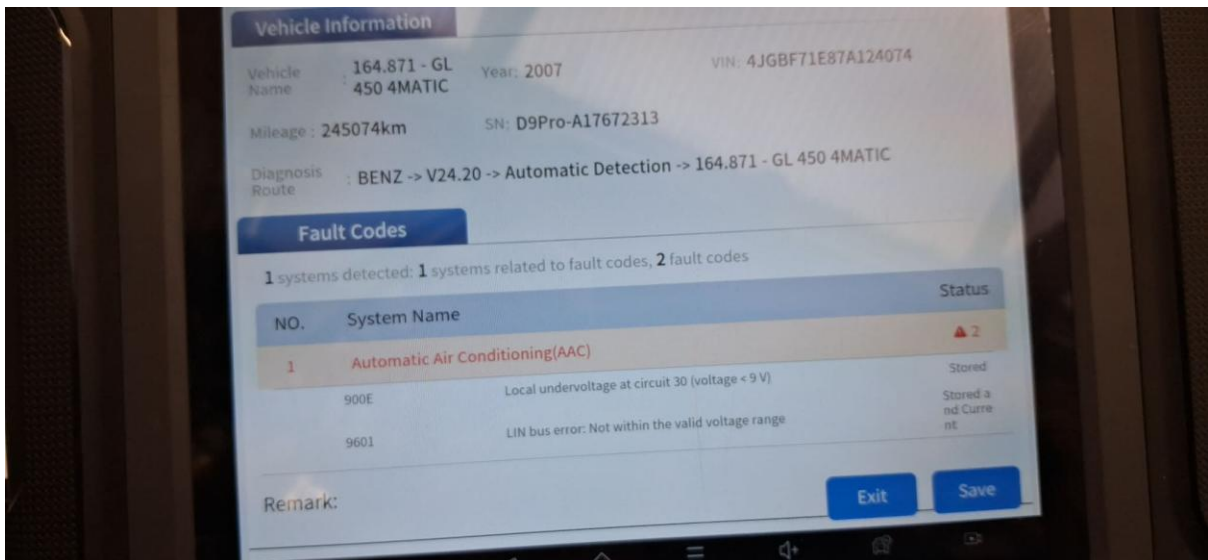 Vehicle Information
Vehicle Name : 164.871 - GL 450 4MATIC Year: 2007 VIN: 4JGBF71E87A124074
Mileage : 245074km SN: D9Pro-A17672313
Diagnosis Route : BENZ -> V24.20 -> Automatic Detection -> 164.871 - GL 450 4MATIC
Fault Codes
1 systems detected: 1 systems related to fault codes, 2 fault codes
NO. System Name Status
1 Automatic Air Conditioning(AAC) 2
900E Local undervoltage at circuit 30 (voltage < 9 V) Stored
9601 LIN bus error: Not within the valid voltage range Stored a
nd Curre
nt
Remark:
Exit Save